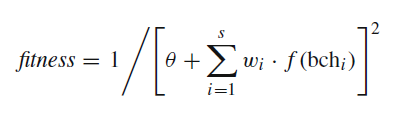 fitness = 1 / [ θ + ∑_{i=1}^{s} w_i · f(bch_i) ]^2